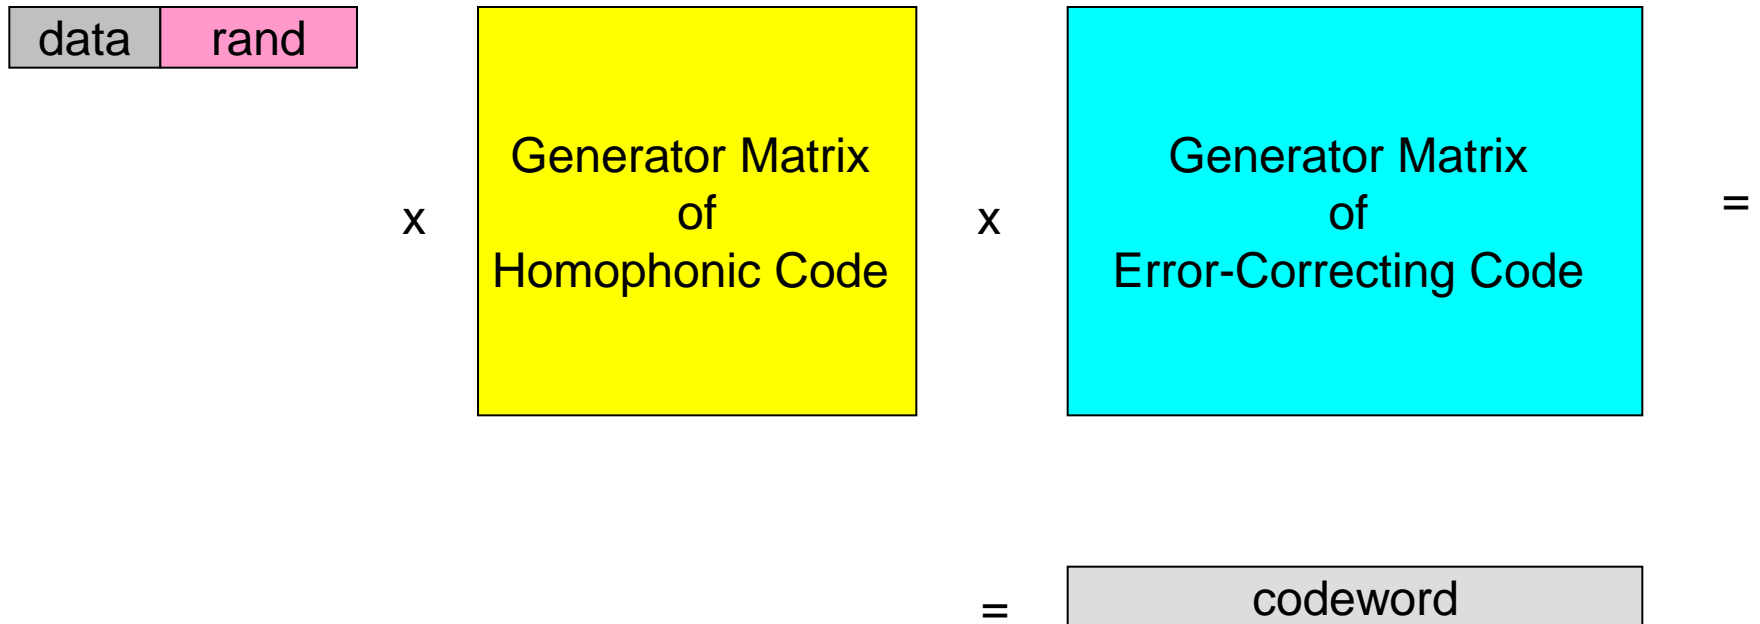 data rand
x
Generator Matrix
of
Homophonic Code
x
Generator Matrix
of
Error-Correcting Code
=
= codeword